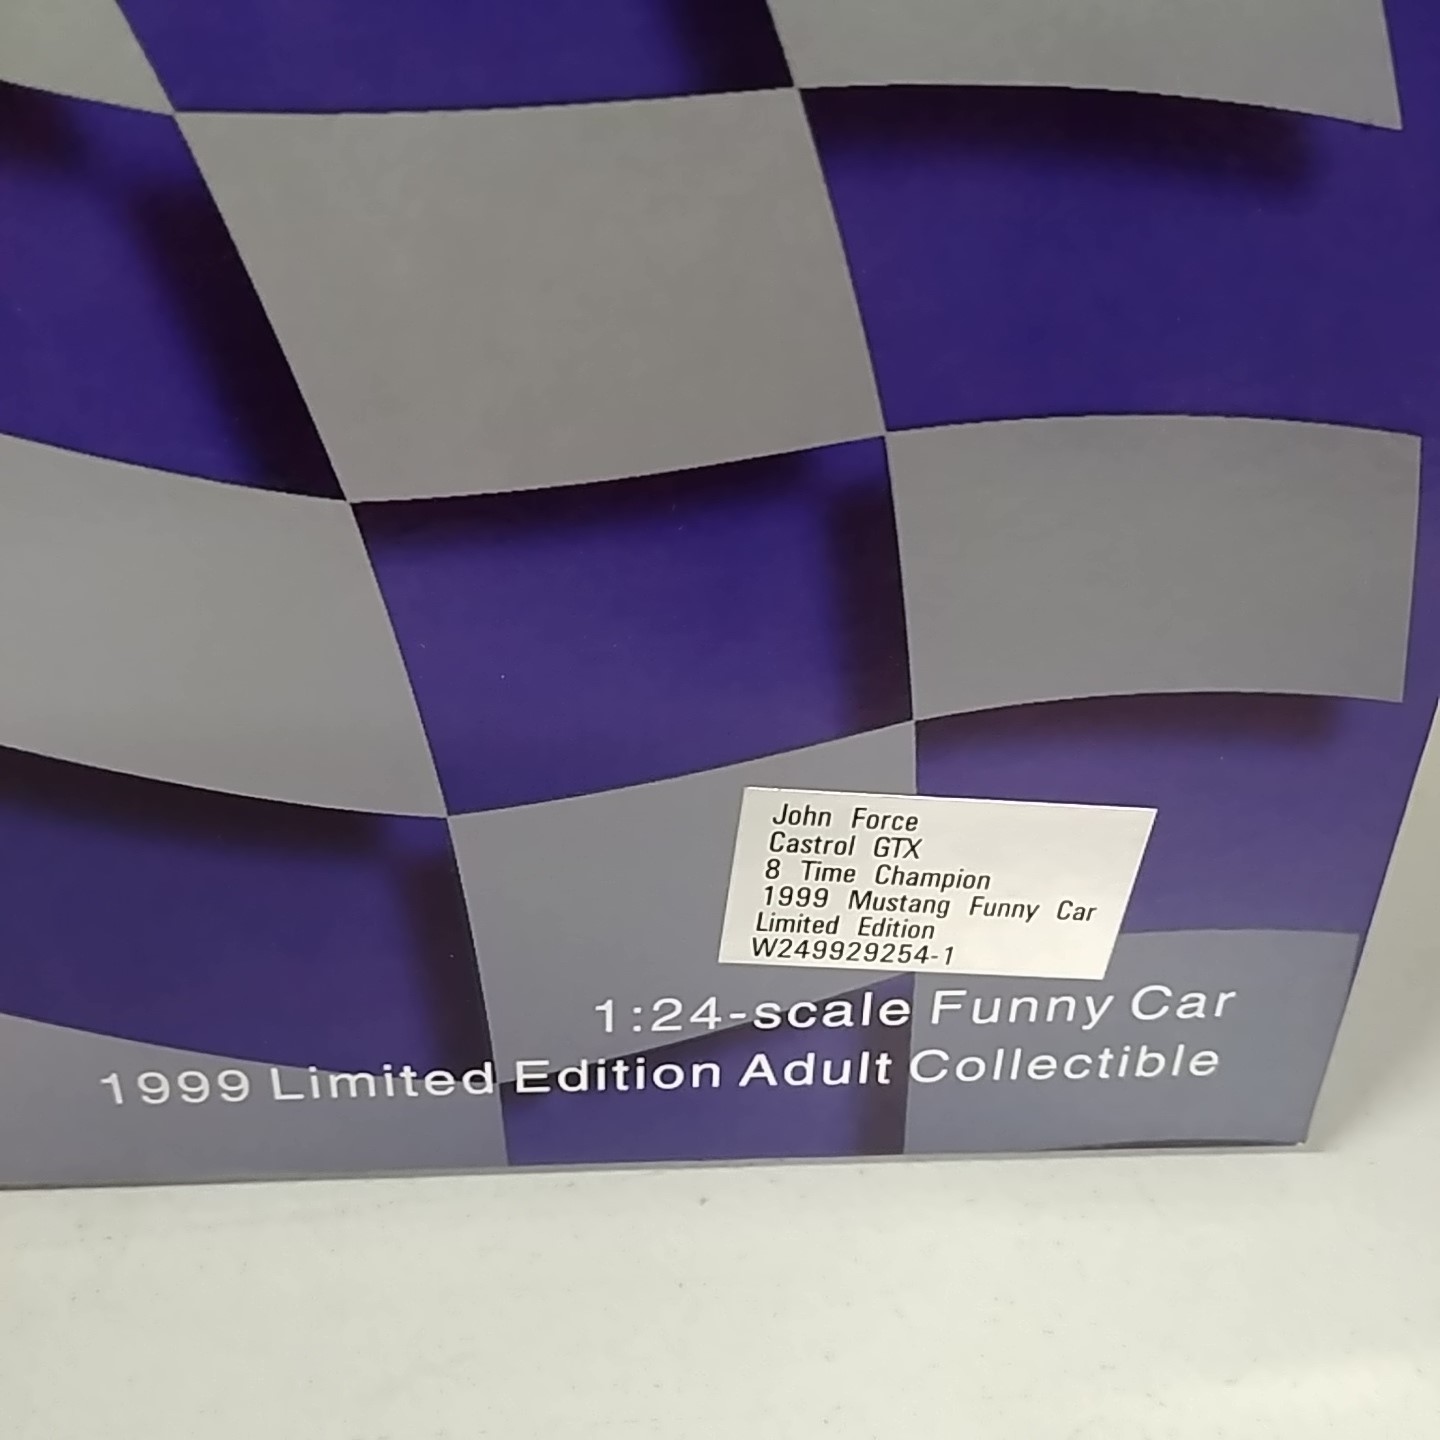 John Force
Castrol GTX
8 Time Champion
1999 Mustang Funny Car
Limited Edition
W249929254-1
1:24-scale Funny Car
1999 Limited Edition Adult Collectible